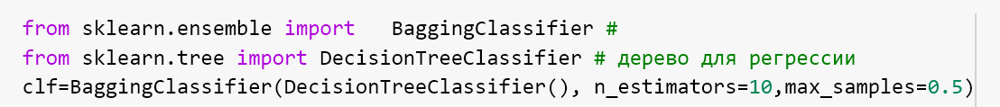 from sklearn.ensemble import   BaggingClassifier #
from sklearn.tree import DecisionTreeClassifier # дерево для регрессии
clf=BaggingClassifier(DecisionTreeClassifier(), n_estimators=10,max_samples=0.5)